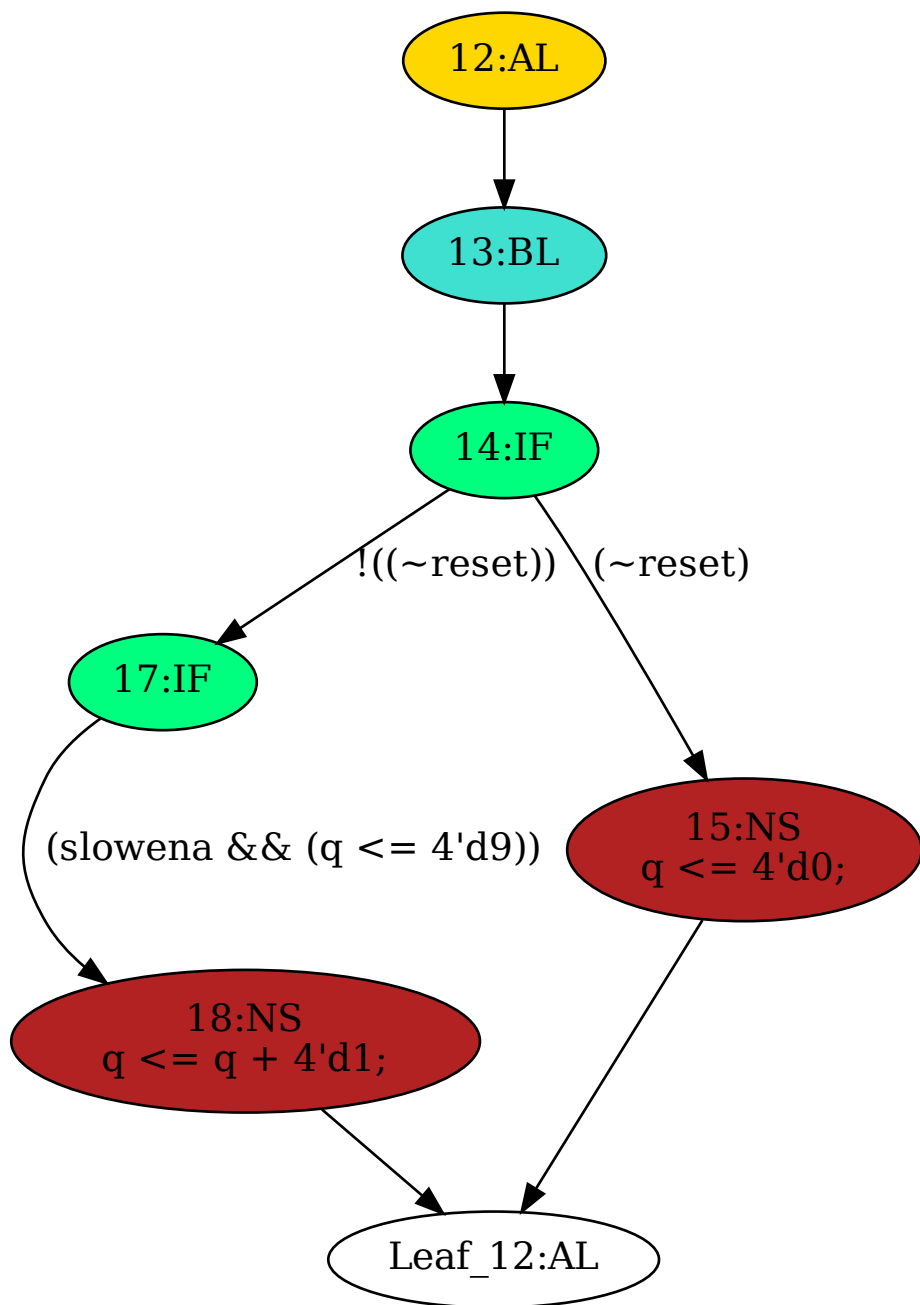 12:AL
13:BL
14:IF
!((~reset))
(~reset)
17:IF
(slowena && (q <= 4'd9))
15:NS
q <= 4'd0;
18:NS
q <= q + 4'd1;
Leaf_12:AL